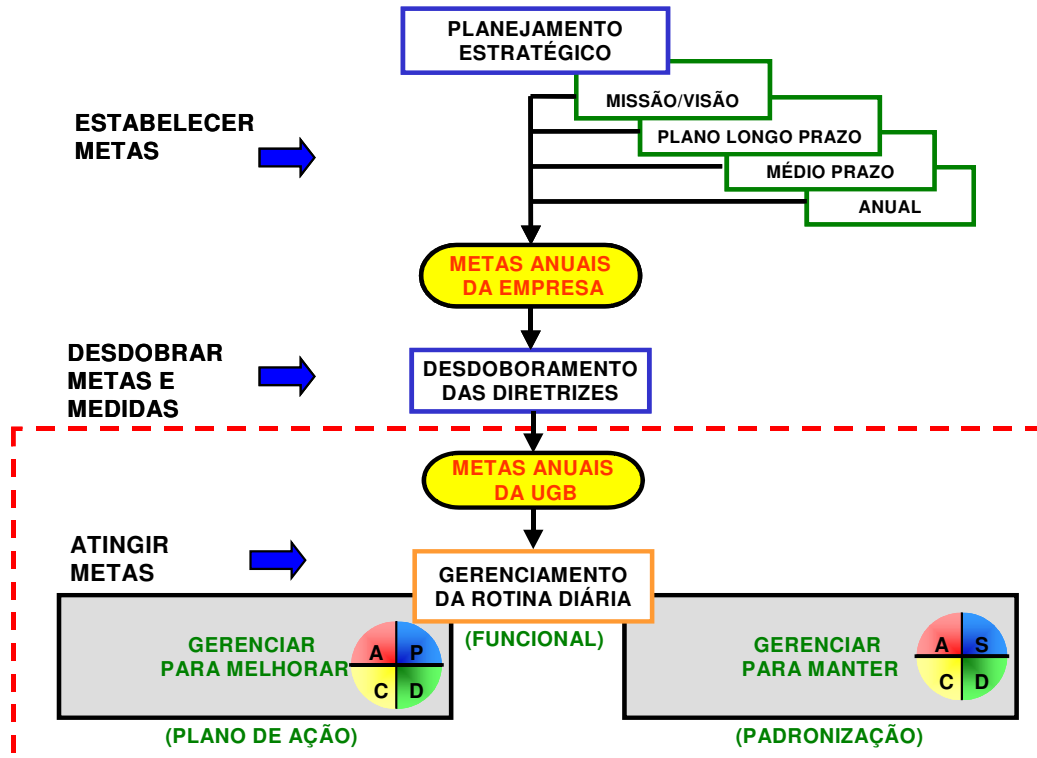 PLANEJAMENTO
ESTRATÉGICO
MISSÃO/VISÃO
PLANO LONGO PRAZO
MÉDIO PRAZO
ANUAL
ESTABELECER
METAS
METAS ANUAIS
DA EMPRESA
DESDOBRAR
METAS E
MEDIDAS
DESDOBORAMENTO
DAS DIRETRIZES
METAS ANUAIS
DA UGB
ATINGIR
METAS
GERENCIAMENTO
DA ROTINA DIÁRIA
(FUNCIONAL)
GERENCIAR
PARA MELHORAR
A P
C D
(PLANO DE AÇÃO)
GERENCIAR
PARA MANTER
A S
C D
(PADRONIZAÇÃO)